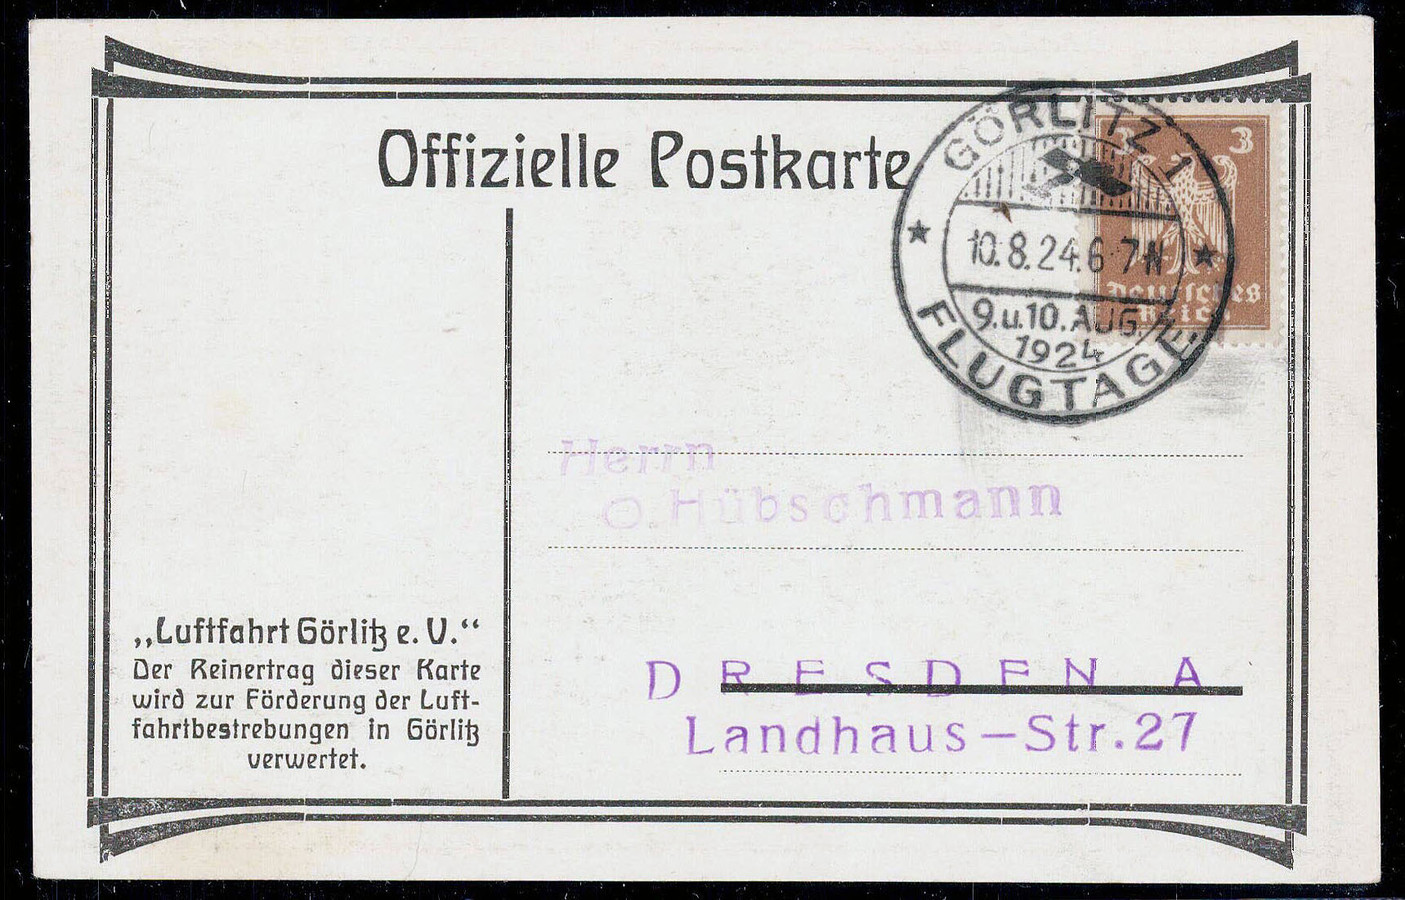 Offizielle Postkarte
GÖRLITZ 1
10.8.24.6-7N
9.u.10.AUG.
1924
FLUGTAGE
3 3
Deutsches
Reich
Herrn
O.Hübschmann
DRESDEN A
Landhaus-Str.27
„Luftfahrt Görlitz e. V.“
Der Reinertrag dieser Karte
wird zur Förderung der Luft-
fahrtbestrebungen in Görlitz
verwertet.